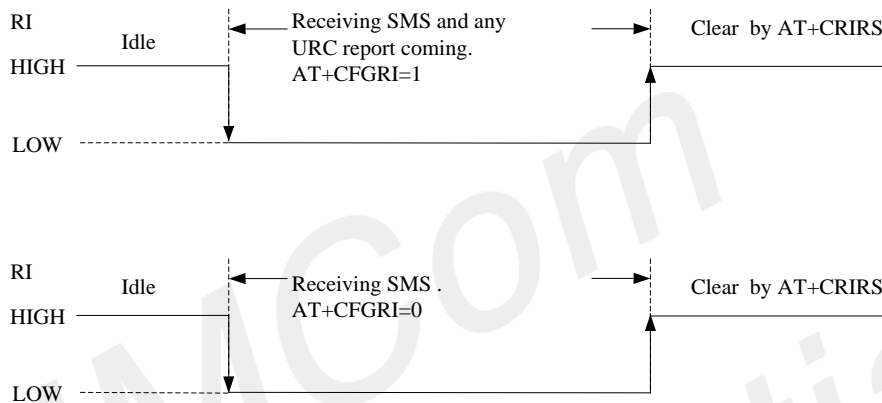 RI
Idle
Receiving SMS and any
URC report coming.
AT+CFGRI=1
Clear by AT+CRIRS
HIGH
LOW
RI
Idle
Receiving SMS .
AT+CFGRI=0
Clear by AT+CRIRS
HIGH
LOW